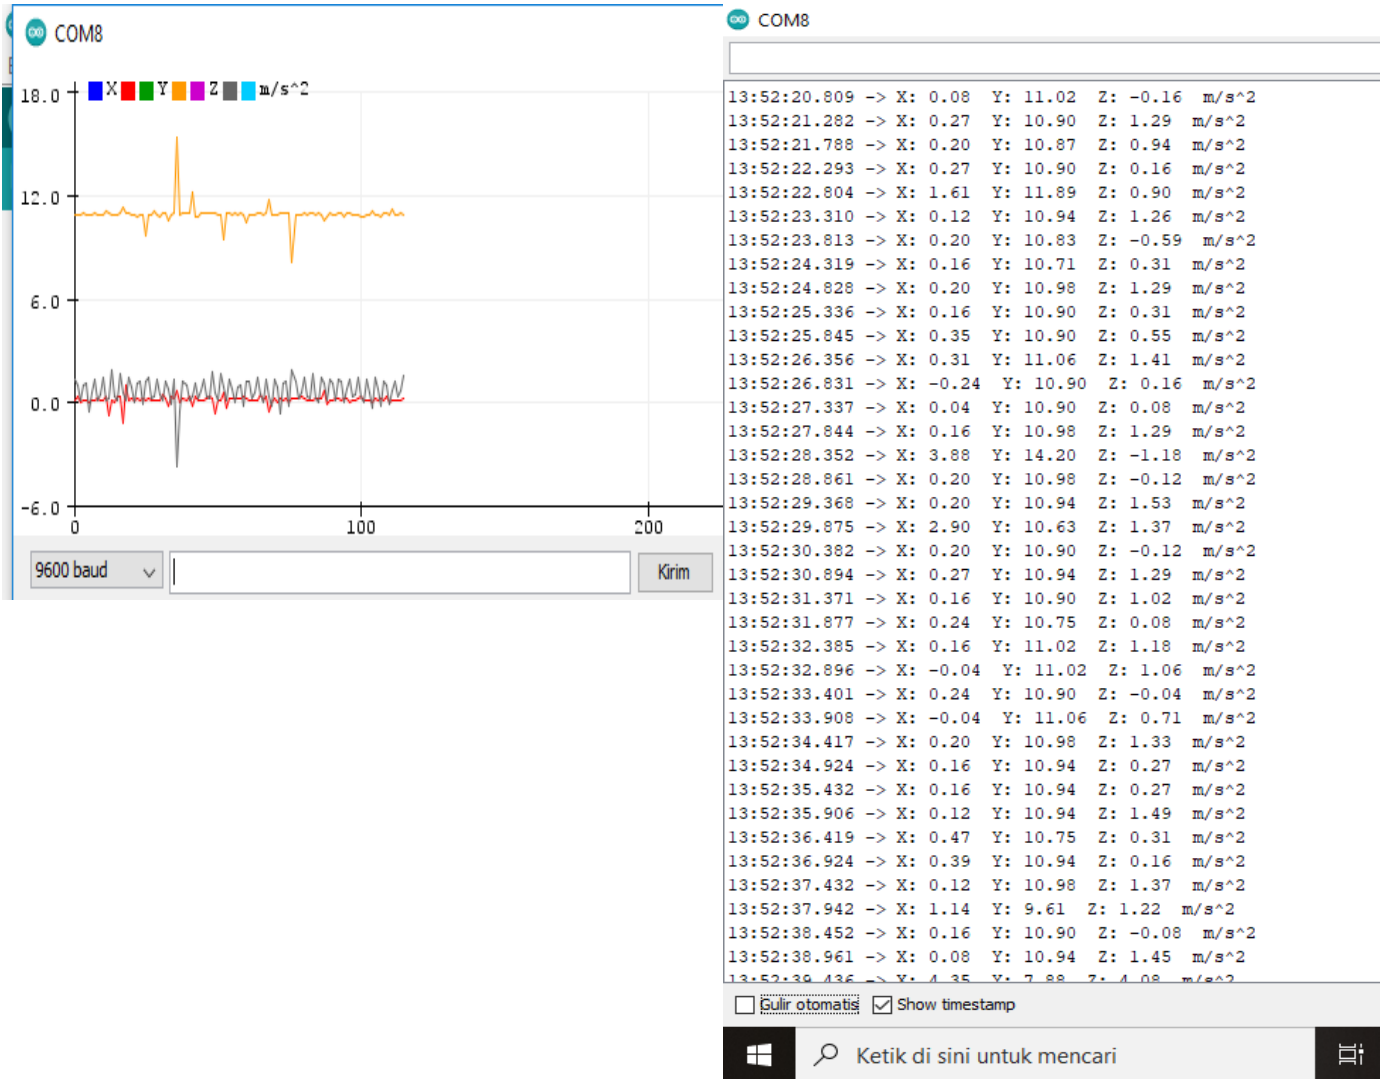 COM8
X Y Z m/s^2
18.0
12.0
6.0
0.0
-6.0
0 100 200
9600 baud
Kirim
COM8
13:52:20.809 -> X: 0.08 Y: 11.02 Z: -0.16 m/s^2
13:52:21.282 -> X: 0.27 Y: 10.90 Z: 1.29 m/s^2
13:52:21.788 -> X: 0.20 Y: 10.87 Z: 0.94 m/s^2
13:52:22.293 -> X: 0.27 Y: 10.90 Z: 0.16 m/s^2
13:52:22.804 -> X: 1.61 Y: 11.89 Z: 0.90 m/s^2
13:52:23.310 -> X: 0.12 Y: 10.94 Z: 1.26 m/s^2
13:52:23.813 -> X: 0.20 Y: 10.83 Z: -0.59 m/s^2
13:52:24.319 -> X: 0.16 Y: 10.71 Z: 0.31 m/s^2
13:52:24.828 -> X: 0.20 Y: 10.98 Z: 1.29 m/s^2
13:52:25.336 -> X: 0.16 Y: 10.90 Z: 0.31 m/s^2
13:52:25.845 -> X: 0.35 Y: 10.90 Z: 0.55 m/s^2
13:52:26.356 -> X: 0.31 Y: 11.06 Z: 1.41 m/s^2
13:52:26.831 -> X: -0.24 Y: 10.90 Z: 0.16 m/s^2
13:52:27.337 -> X: 0.04 Y: 10.90 Z: 0.08 m/s^2
13:52:27.844 -> X: 0.16 Y: 10.98 Z: 1.29 m/s^2
13:52:28.352 -> X: 3.88 Y: 14.20 Z: -1.18 m/s^2
13:52:28.861 -> X: 0.20 Y: 10.98 Z: -0.12 m/s^2
13:52:29.368 -> X: 0.20 Y: 10.94 Z: 1.53 m/s^2
13:52:29.875 -> X: 2.90 Y: 10.63 Z: 1.37 m/s^2
13:52:30.382 -> X: 0.20 Y: 10.90 Z: -0.12 m/s^2
13:52:30.894 -> X: 0.27 Y: 10.94 Z: 1.29 m/s^2
13:52:31.371 -> X: 0.16 Y: 10.90 Z: 1.02 m/s^2
13:52:31.877 -> X: 0.24 Y: 10.75 Z: 0.08 m/s^2
13:52:32.385 -> X: 0.16 Y: 11.02 Z: 1.18 m/s^2
13:52:32.896 -> X: -0.04 Y: 11.02 Z: 1.06 m/s^2
13:52:33.401 -> X: 0.24 Y: 10.90 Z: -0.04 m/s^2
13:52:33.908 -> X: -0.04 Y: 11.06 Z: 0.71 m/s^2
13:52:34.417 -> X: 0.20 Y: 10.98 Z: 1.33 m/s^2
13:52:34.924 -> X: 0.16 Y: 10.94 Z: 0.27 m/s^2
13:52:35.432 -> X: 0.16 Y: 10.94 Z: 0.27 m/s^2
13:52:35.906 -> X: 0.12 Y: 10.94 Z: 1.49 m/s^2
13:52:36.419 -> X: 0.47 Y: 10.75 Z: 0.31 m/s^2
13:52:36.924 -> X: 0.39 Y: 10.94 Z: 0.16 m/s^2
13:52:37.432 -> X: 0.12 Y: 10.98 Z: 1.37 m/s^2
13:52:37.942 -> X: 1.14 Y: 9.61 Z: 1.22 m/s^2
13:52:38.452 -> X: 0.16 Y: 10.90 Z: -0.08 m/s^2
13:52:38.961 -> X: 0.08 Y: 10.94 Z: 1.45 m/s^2
13:52:39.436 -> X: 4.35 Y: 7.88 Z: 4.08 m/s^2
Gulir otomatis Show timestamp
Ketik di sini untuk mencari